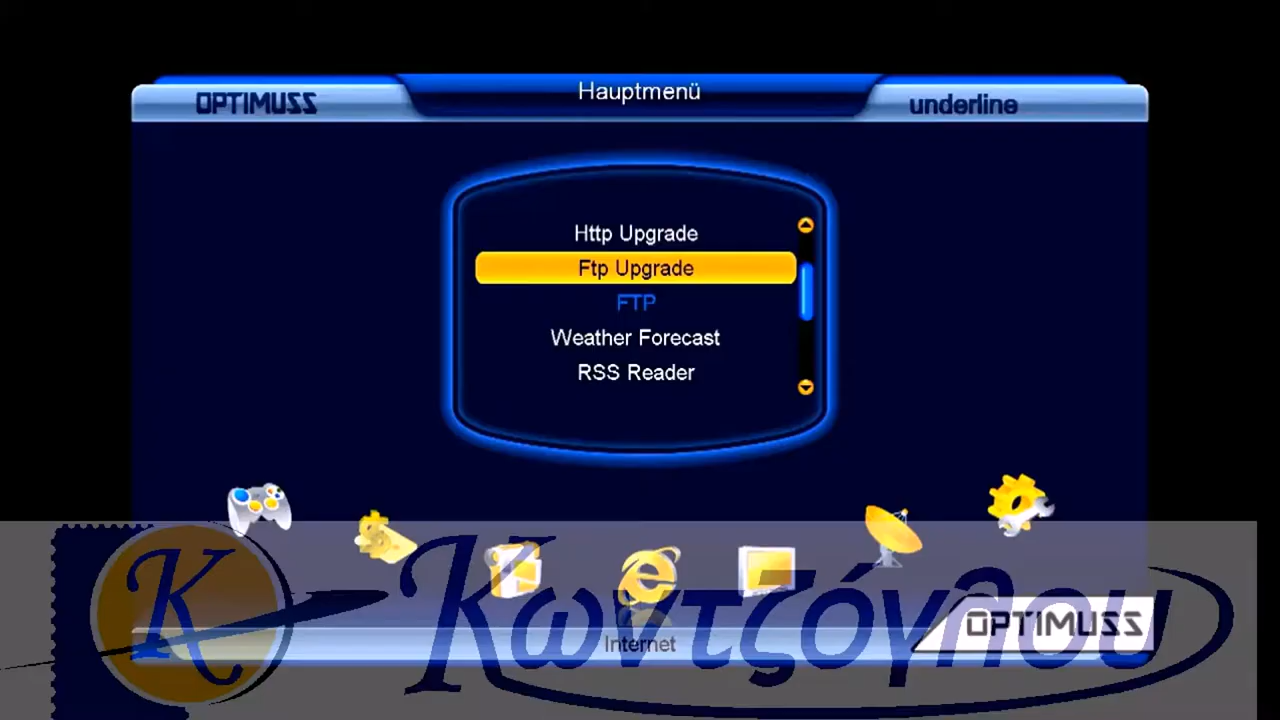 Hauptmenü
OPTIMUSS
underline
Http Upgrade
Ftp Upgrade
FTP
Weather Forecast
RSS Reader
K
Κωντζόγλου
OPTIMUSS
Internet